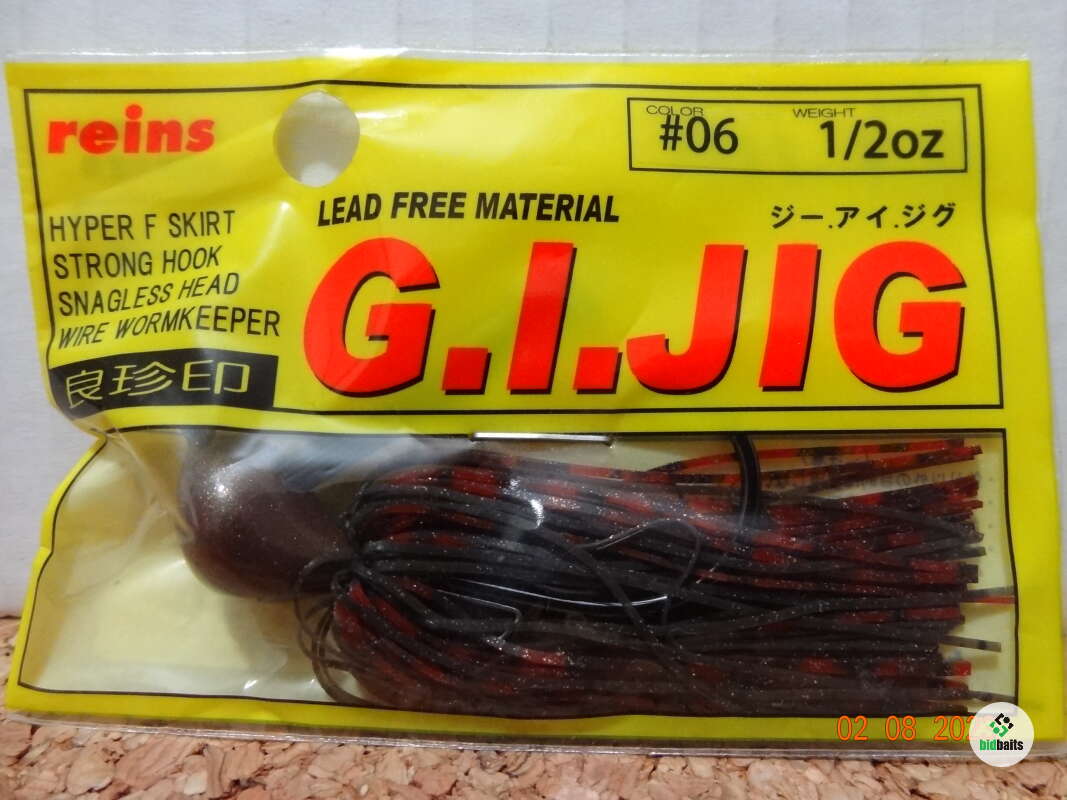 reins
COLOR
#06
WEIGHT
1/2oz
LEAD FREE MATERIAL
ジー.アイ.ジグ
G.I.JIG
HYPER F SKIRT
STRONG HOOK
SNAGLESS HEAD
WIRE WORMKEEPER
良珍印
02 08
bidbaits